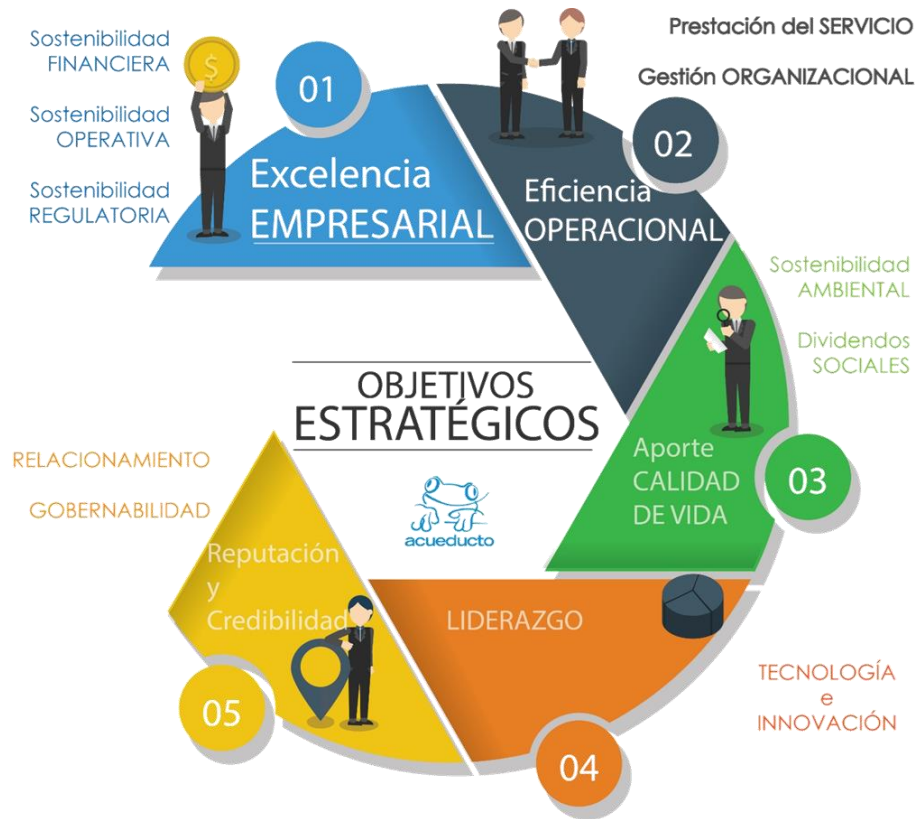 Sostenibilidad
FINANCIERA
Sostenibilidad
OPERATIVA
Sostenibilidad
REGULATORIA
$
01
Excelencia
EMPRESARIAL
Prestación del SERVICIO
Gestión ORGANIZACIONAL
02
Eficiencia
OPERACIONAL
Sostenibilidad
AMBIENTAL
Dividendos
SOCIALES
Aporte
CALIDAD
DE VIDA
03
OBJETIVOS
ESTRATÉGICOS
acueducto
LIDERAZGO
04
TECNOLOGÍA
e
INNOVACIÓN
RELACIONAMIENTO
GOBERNABILIDAD
Reputación
y
Credibilidad
05